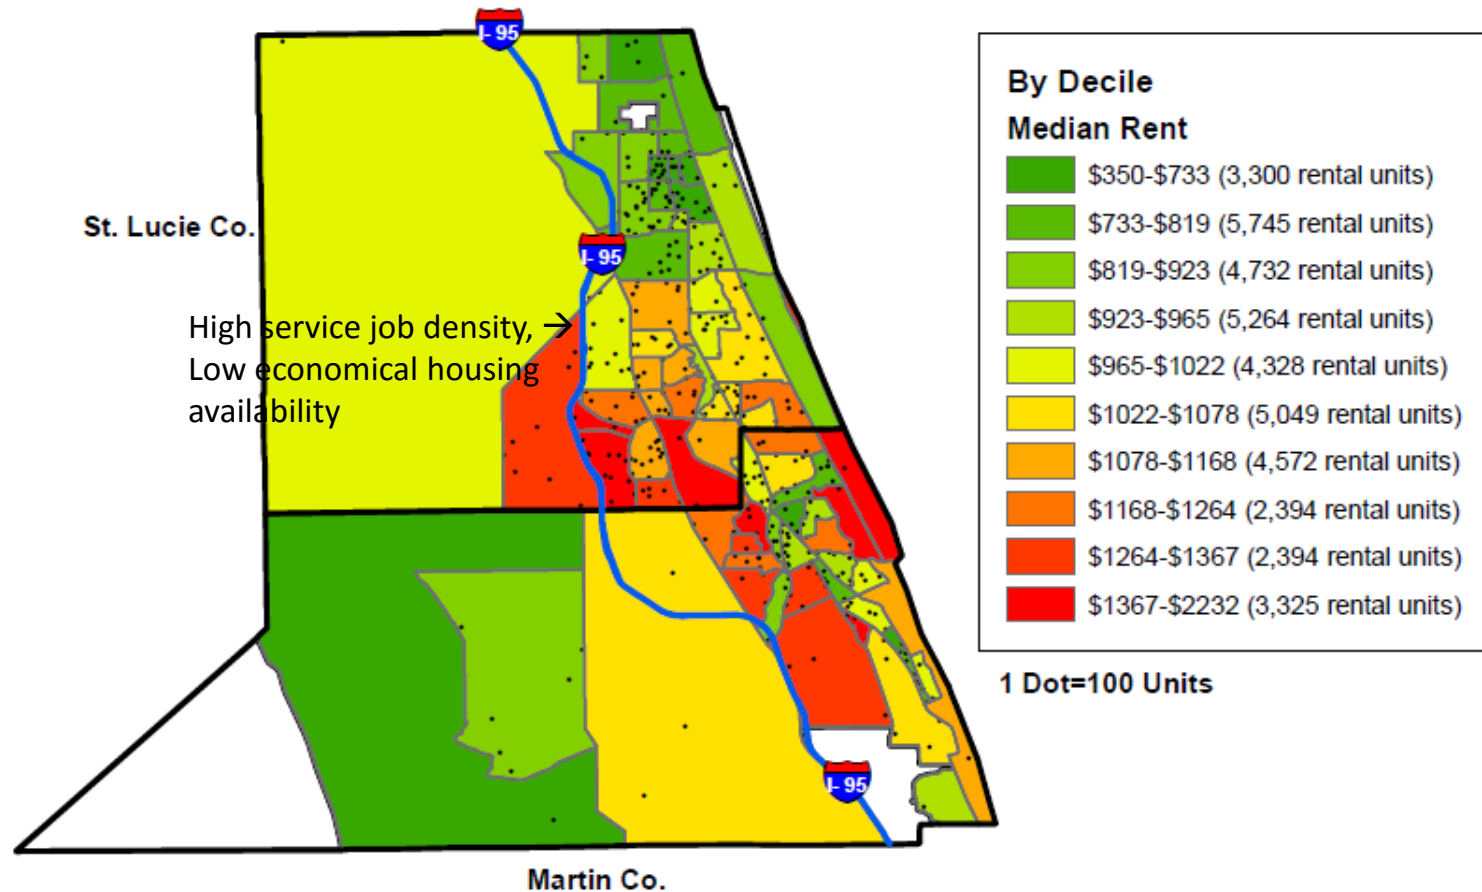 I-95
St. Lucie Co.
I-95
High service job density, →
Low economical housing
availability
I-95
Martin Co.
By Decile
Median Rent
$350-$733 (3,300 rental units)
$733-$819 (5,745 rental units)
$819-$923 (4,732 rental units)
$923-$965 (5,264 rental units)
$965-$1022 (4,328 rental units)
$1022-$1078 (5,049 rental units)
$1078-$1168 (4,572 rental units)
$1168-$1264 (2,394 rental units)
$1264-$1367 (2,394 rental units)
$1367-$2232 (3,325 rental units)
1 Dot=100 Units